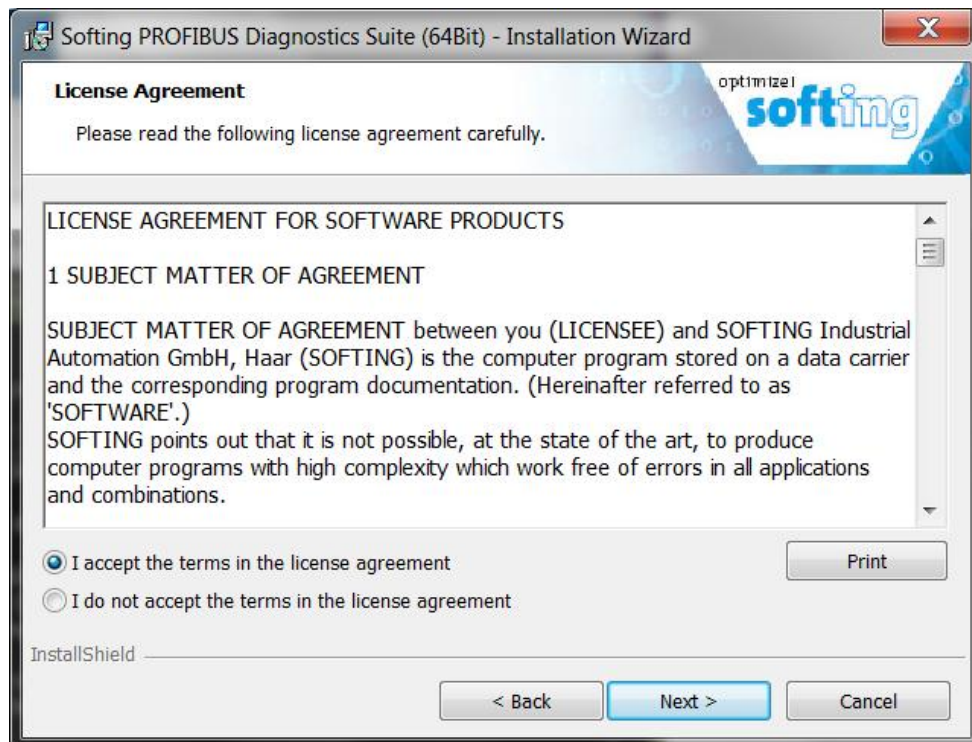 Softing PROFIBUS Diagnostics Suite (64Bit) - Installation Wizard
License Agreement
Please read the following license agreement carefully.
optimize!
softing
LICENSE AGREEMENT FOR SOFTWARE PRODUCTS
1 SUBJECT MATTER OF AGREEMENT
SUBJECT MATTER OF AGREEMENT between you (LICENSEE) and SOFTING Industrial
Automation GmbH, Haar (SOFTING) is the computer program stored on a data carrier
and the corresponding program documentation. (Hereinafter referred to as
'SOFTWARE'.)
SOFTING points out that it is not possible, at the state of the art, to produce
computer programs with high complexity which work free of errors in all applications
and combinations.
I accept the terms in the license agreement
Print
I do not accept the terms in the license agreement
InstallShield
< Back
Next >
Cancel